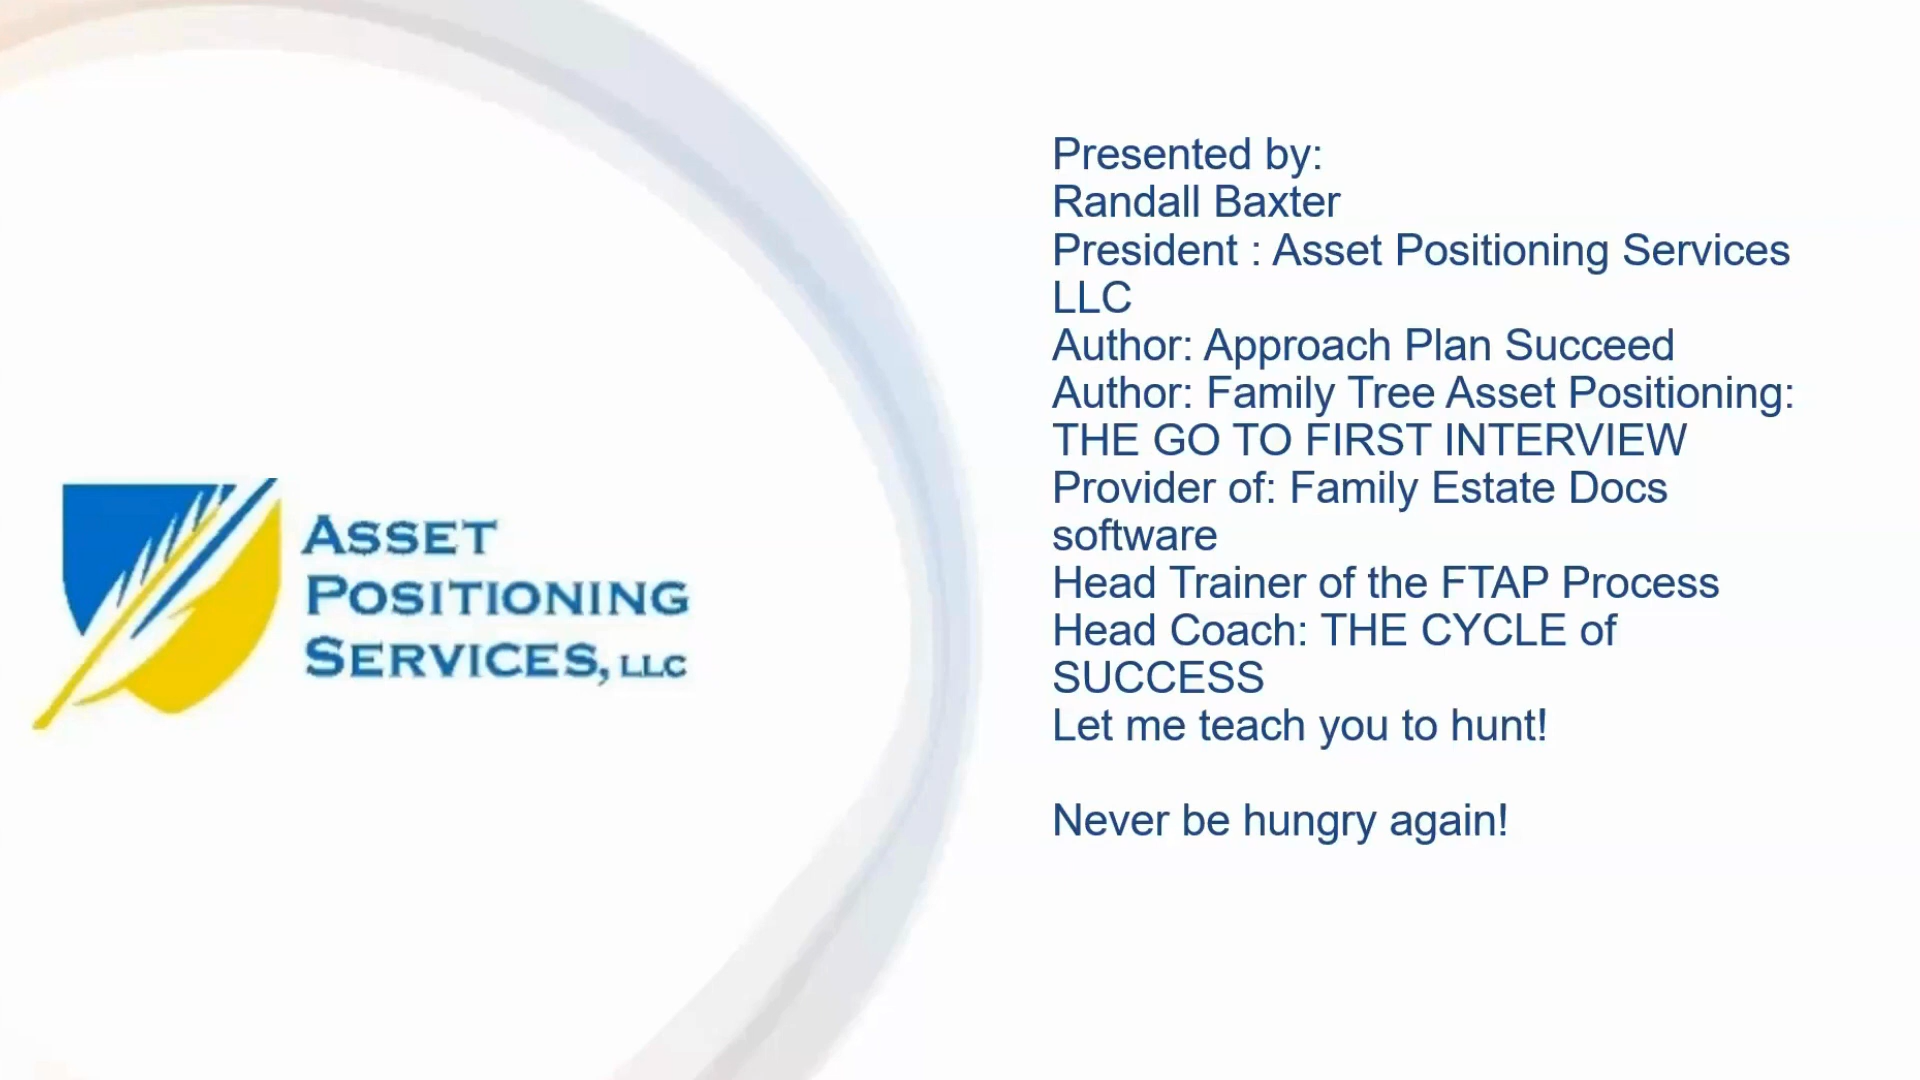 ASSET
POSITIONING
SERVICES, LLC
Presented by:
Randall Baxter
President : Asset Positioning Services
LLC
Author: Approach Plan Succeed
Author: Family Tree Asset Positioning:
THE GO TO FIRST INTERVIEW
Provider of: Family Estate Docs
software
Head Trainer of the FTAP Process
Head Coach: THE CYCLE of
SUCCESS
Let me teach you to hunt!
Never be hungry again!